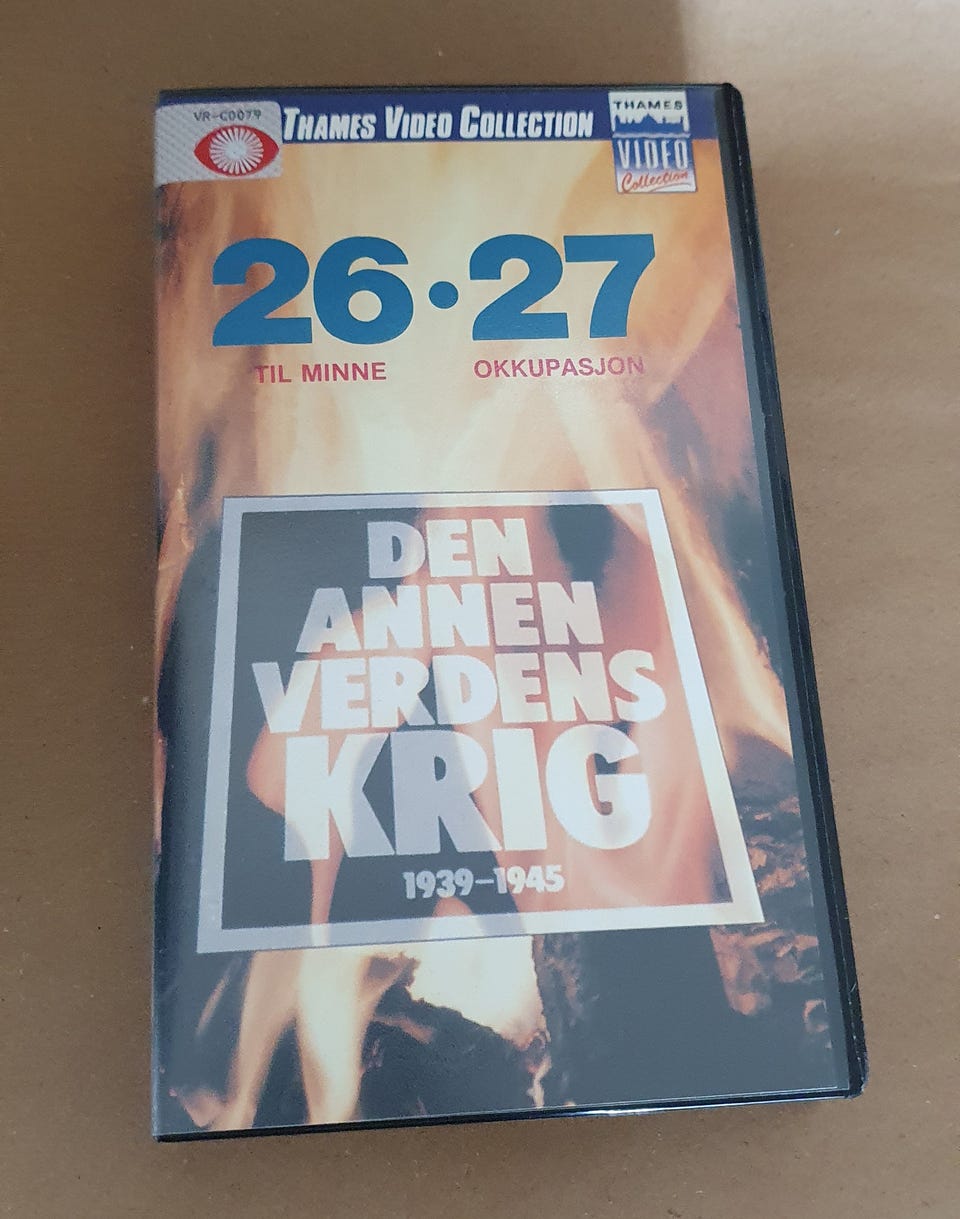 VR-C0079
THAMES VIDEO COLLECTION
THAMES
VIDEO
Collection
26·27
TIL MINNE OKKUPASJON
DEN
ANNEN
VERDENS
KRIG
1939-1945